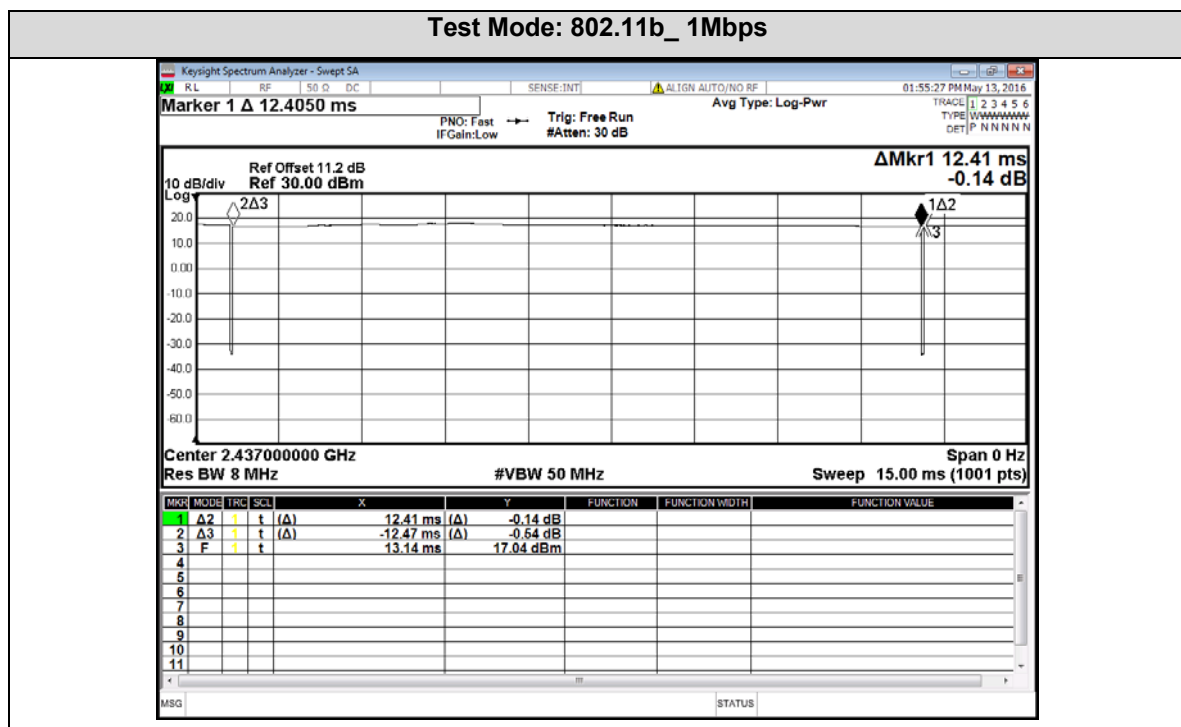 Test Mode: 802.11b_ 1Mbps
Keysight Spectrum Analyzer - Swept SA
LXI RL RF 50 Ω DC SENSE:INT ALIGN AUTO/NO RF 01:55:27 PM May 13, 2016
Marker 1 Δ 12.4050 ms
PNO: Fast
IFGain:Low
Trig: Free Run
#Atten: 30 dB
Avg Type: Log-Pwr
TRACE 1 2 3 4 5 6
TYPE WWWWWW
DET P N N N N N
ΔMkr1 12.41 ms
-0.14 dB
Ref Offset 11.2 dB
10 dB/div Ref 30.00 dBm
Log
2Δ3
1Δ2
3
20.0
10.0
0.00
-10.0
-20.0
-30.0
-40.0
-50.0
-60.0
Center 2.437000000 GHz Span 0 Hz
Res BW 8 MHz #VBW 50 MHz Sweep 15.00 ms (1001 pts)
MKR MODE TRC SCL X Y FUNCTION FUNCTION WIDTH FUNCTION VALUE
1 Δ2 1 t (Δ) 12.41 ms (Δ) -0.14 dB
2 Δ3 1 t (Δ) -12.47 ms (Δ) -0.54 dB
3 F 1 t 13.14 ms 17.04 dBm
4
5
6
7
8
9
10
11
MSG STATUS